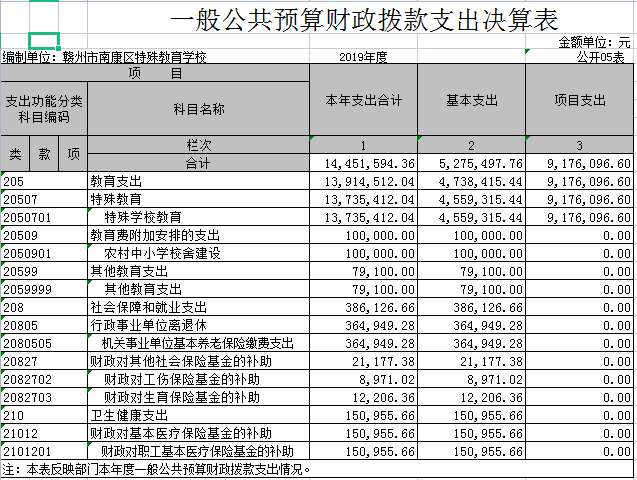 一般公共预算财政拨款支出决算表
金额单位：元
编制单位：赣州市南康区特殊教育学校 2019年度 公开05表
项 目 本年支出合计 基本支出 项目支出
支出功能分类科目编码 科目名称
类 款 项 栏次 1 2 3
合计 14,451,594.36 5,275,497.76 9,176,096.60
205 教育支出 13,914,512.04 4,738,415.44 9,176,096.60
20507 特殊教育 13,735,412.04 4,559,315.44 9,176,096.60
2050701 特殊学校教育 13,735,412.04 4,559,315.44 9,176,096.60
20509 教育费附加安排的支出 100,000.00 100,000.00 0.00
2050901 农村中小学校舍建设 100,000.00 100,000.00 0.00
20599 其他教育支出 79,100.00 79,100.00 0.00
2059999 其他教育支出 79,100.00 79,100.00 0.00
208 社会保障和就业支出 386,126.66 386,126.66 0.00
20805 行政事业单位离退休 364,949.28 364,949.28 0.00
2080505 机关事业单位基本养老保险缴费支出 364,949.28 364,949.28 0.00
20827 财政对其他社会保险基金的补助 21,177.38 21,177.38 0.00
2082702 财政对工伤保险基金的补助 8,971.02 8,971.02 0.00
2082703 财政对生育保险基金的补助 12,206.36 12,206.36 0.00
210 卫生健康支出 150,955.66 150,955.66 0.00
21012 财政对基本医疗保险基金的补助 150,955.66 150,955.66 0.00
2101201 财政对职工基本医疗保险基金的补助 150,955.66 150,955.66 0.00
注：本表反映部门本年度一般公共预算财政拨款支出情况。